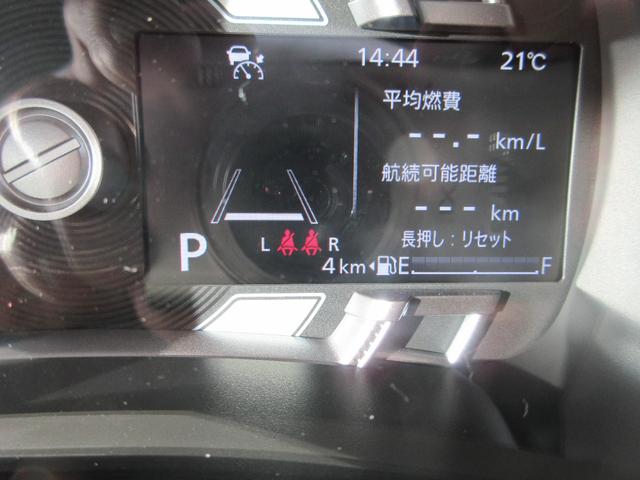 14:44 21℃
平均燃費
--.- km/L
航続可能距離
--- km
長押し:リセット
P L R
4km E F